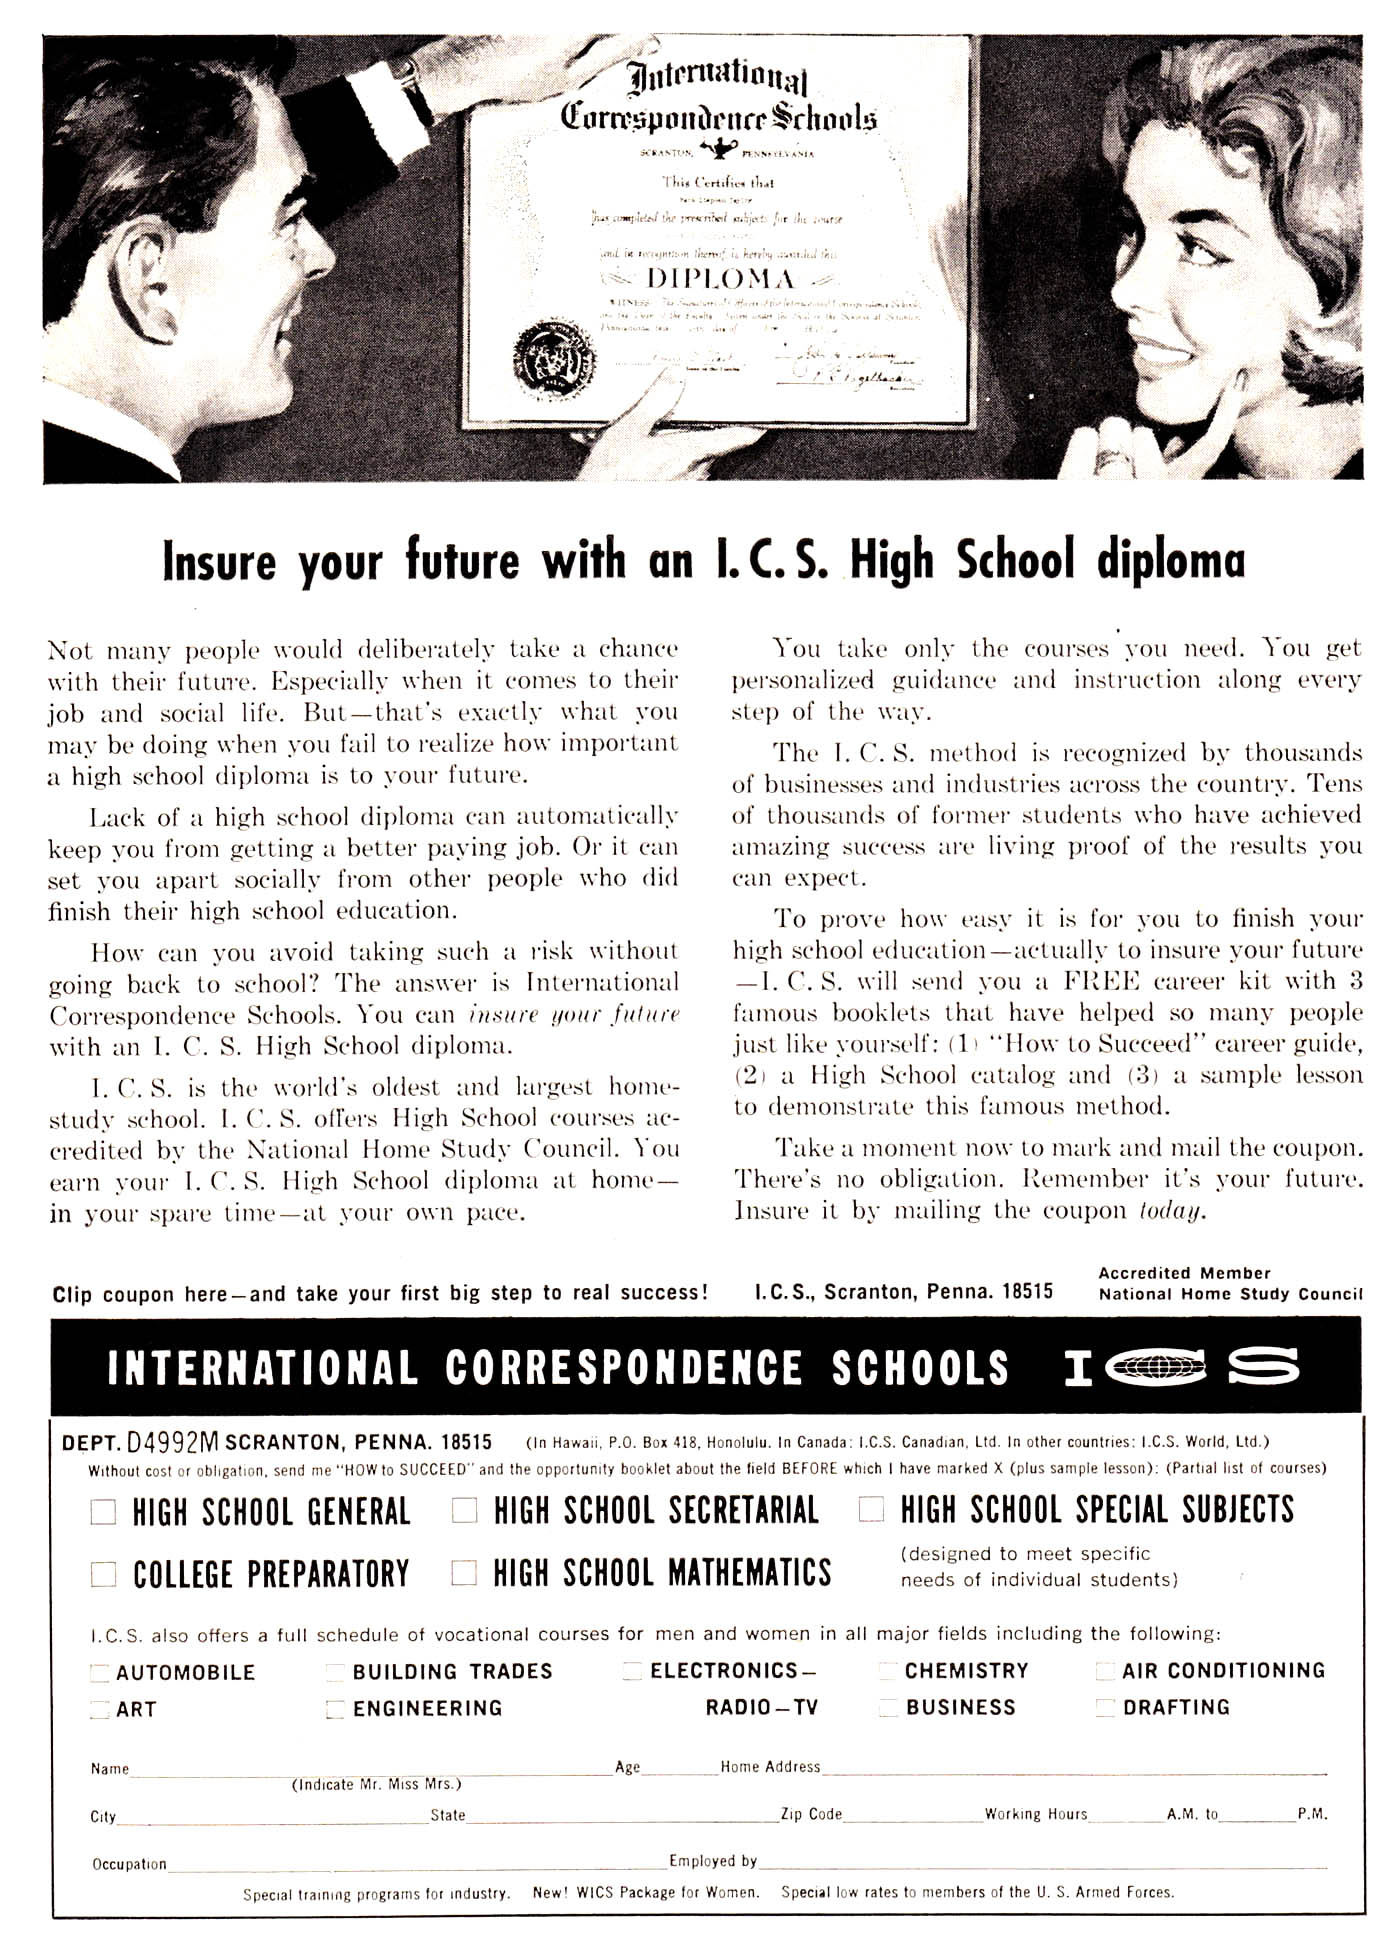 International
Correspondence Schools
SCRANTON, PENNSYLVANIA
This Certifies that
has completed the prescribed subjects for the course
and in recognition thereof is hereby awarded this
DIPLOMA
Insure your future with an I. C. S. High School diploma
Not many people would deliberately take a chance
with their future. Especially when it comes to their
job and social life. But—that's exactly what you
may be doing when you fail to realize how important
a high school diploma is to your future.
Lack of a high school diploma can automatically
keep you from getting a better paying job. Or it can
set you apart socially from other people who did
finish their high school education.
How can you avoid taking such a risk without
going back to school? The answer is International
Correspondence Schools. You can insure your future
with an I. C. S. High School diploma.
I. C. S. is the world's oldest and largest home-
study school. I. C. S. offers High School courses ac-
credited by the National Home Study Council. You
earn your I. C. S. High School diploma at home—
in your spare time—at your own pace.
You take only the courses you need. You get
personalized guidance and instruction along every
step of the way.
The I. C. S. method is recognized by thousands
of businesses and industries across the country. Tens
of thousands of former students who have achieved
amazing success are living proof of the results you
can expect.
To prove how easy it is for you to finish your
high school education—actually to insure your future
—I. C. S. will send you a FREE career kit with 3
famous booklets that have helped so many people
just like yourself: (1) "How to Succeed" career guide,
(2) a High School catalog and (3) a sample lesson
to demonstrate this famous method.
Take a moment now to mark and mail the coupon.
There's no obligation. Remember it's your future.
Insure it by mailing the coupon today.
Clip coupon here—and take your first big step to real success!
I.C.S., Scranton, Penna. 18515
Accredited Member
National Home Study Council
INTERNATIONAL CORRESPONDENCE SCHOOLS ICS
DEPT. D4992M SCRANTON, PENNA. 18515 (In Hawaii, P.O. Box 418, Honolulu. In Canada: I.C.S. Canadian, Ltd. In other countries: I.C.S. World, Ltd.)
Without cost or obligation, send me "HOW to SUCCEED" and the opportunity booklet about the field BEFORE which I have marked X (plus sample lesson): (Partial list of courses)
HIGH SCHOOL GENERAL HIGH SCHOOL SECRETARIAL HIGH SCHOOL SPECIAL SUBJECTS
COLLEGE PREPARATORY HIGH SCHOOL MATHEMATICS
(designed to meet specific
needs of individual students)
I.C.S. also offers a full schedule of vocational courses for men and women in all major fields including the following:
AUTOMOBILE BUILDING TRADES ELECTRONICS— CHEMISTRY AIR CONDITIONING
ART ENGINEERING RADIO—TV BUSINESS DRAFTING
Name Age Home Address
(Indicate Mr. Miss Mrs.)
City State Zip Code Working Hours A.M. to P.M.
Occupation Employed by
Special training programs for industry. New! WICS Package for Women. Special low rates to members of the U. S. Armed Forces.